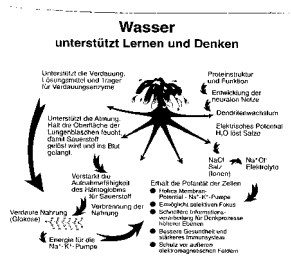 Wasser
unterstützt Lernen und Denken
Unterstützt die Verdauung,
Lösungsmittel und Träger
für Verdauungsenzyme
Unterstützt die Atmung.
Hält die Oberfläche der
Lungenbläschen feucht,
damit Sauerstoff
gelöst wird und ins Blut
gelangt.
Verstärkt die
Aufnahmefähigkeit
des Hämoglobins
für Sauerstoff
Verbrennung der
Nahrung
Verdaute Nahrung
(Glukose)
Energie für die
Na⁺-K⁺-Pumpe
Proteinstruktur
und Funktion
Entwicklung der
neuralen Netze
Dendritenwachstum
Elektrisches Potential
H₂O löst Salze
NaCl
Salz
(Ionen)
Na⁺Cl⁻
Elektrolyte
Erhält die Polarität der Zellen
Hohes Membran-
Potential - Na⁺-K⁺-Pumpe
Ermöglicht selektiven Fokus
Schnellere Informations-
verarbeitung für Denkprozesse
höherer Ebenen
Bessere Gesundheit und
stärkeres Immunsystem
Schutz vor äußeren
elektromagnetischen Feldern